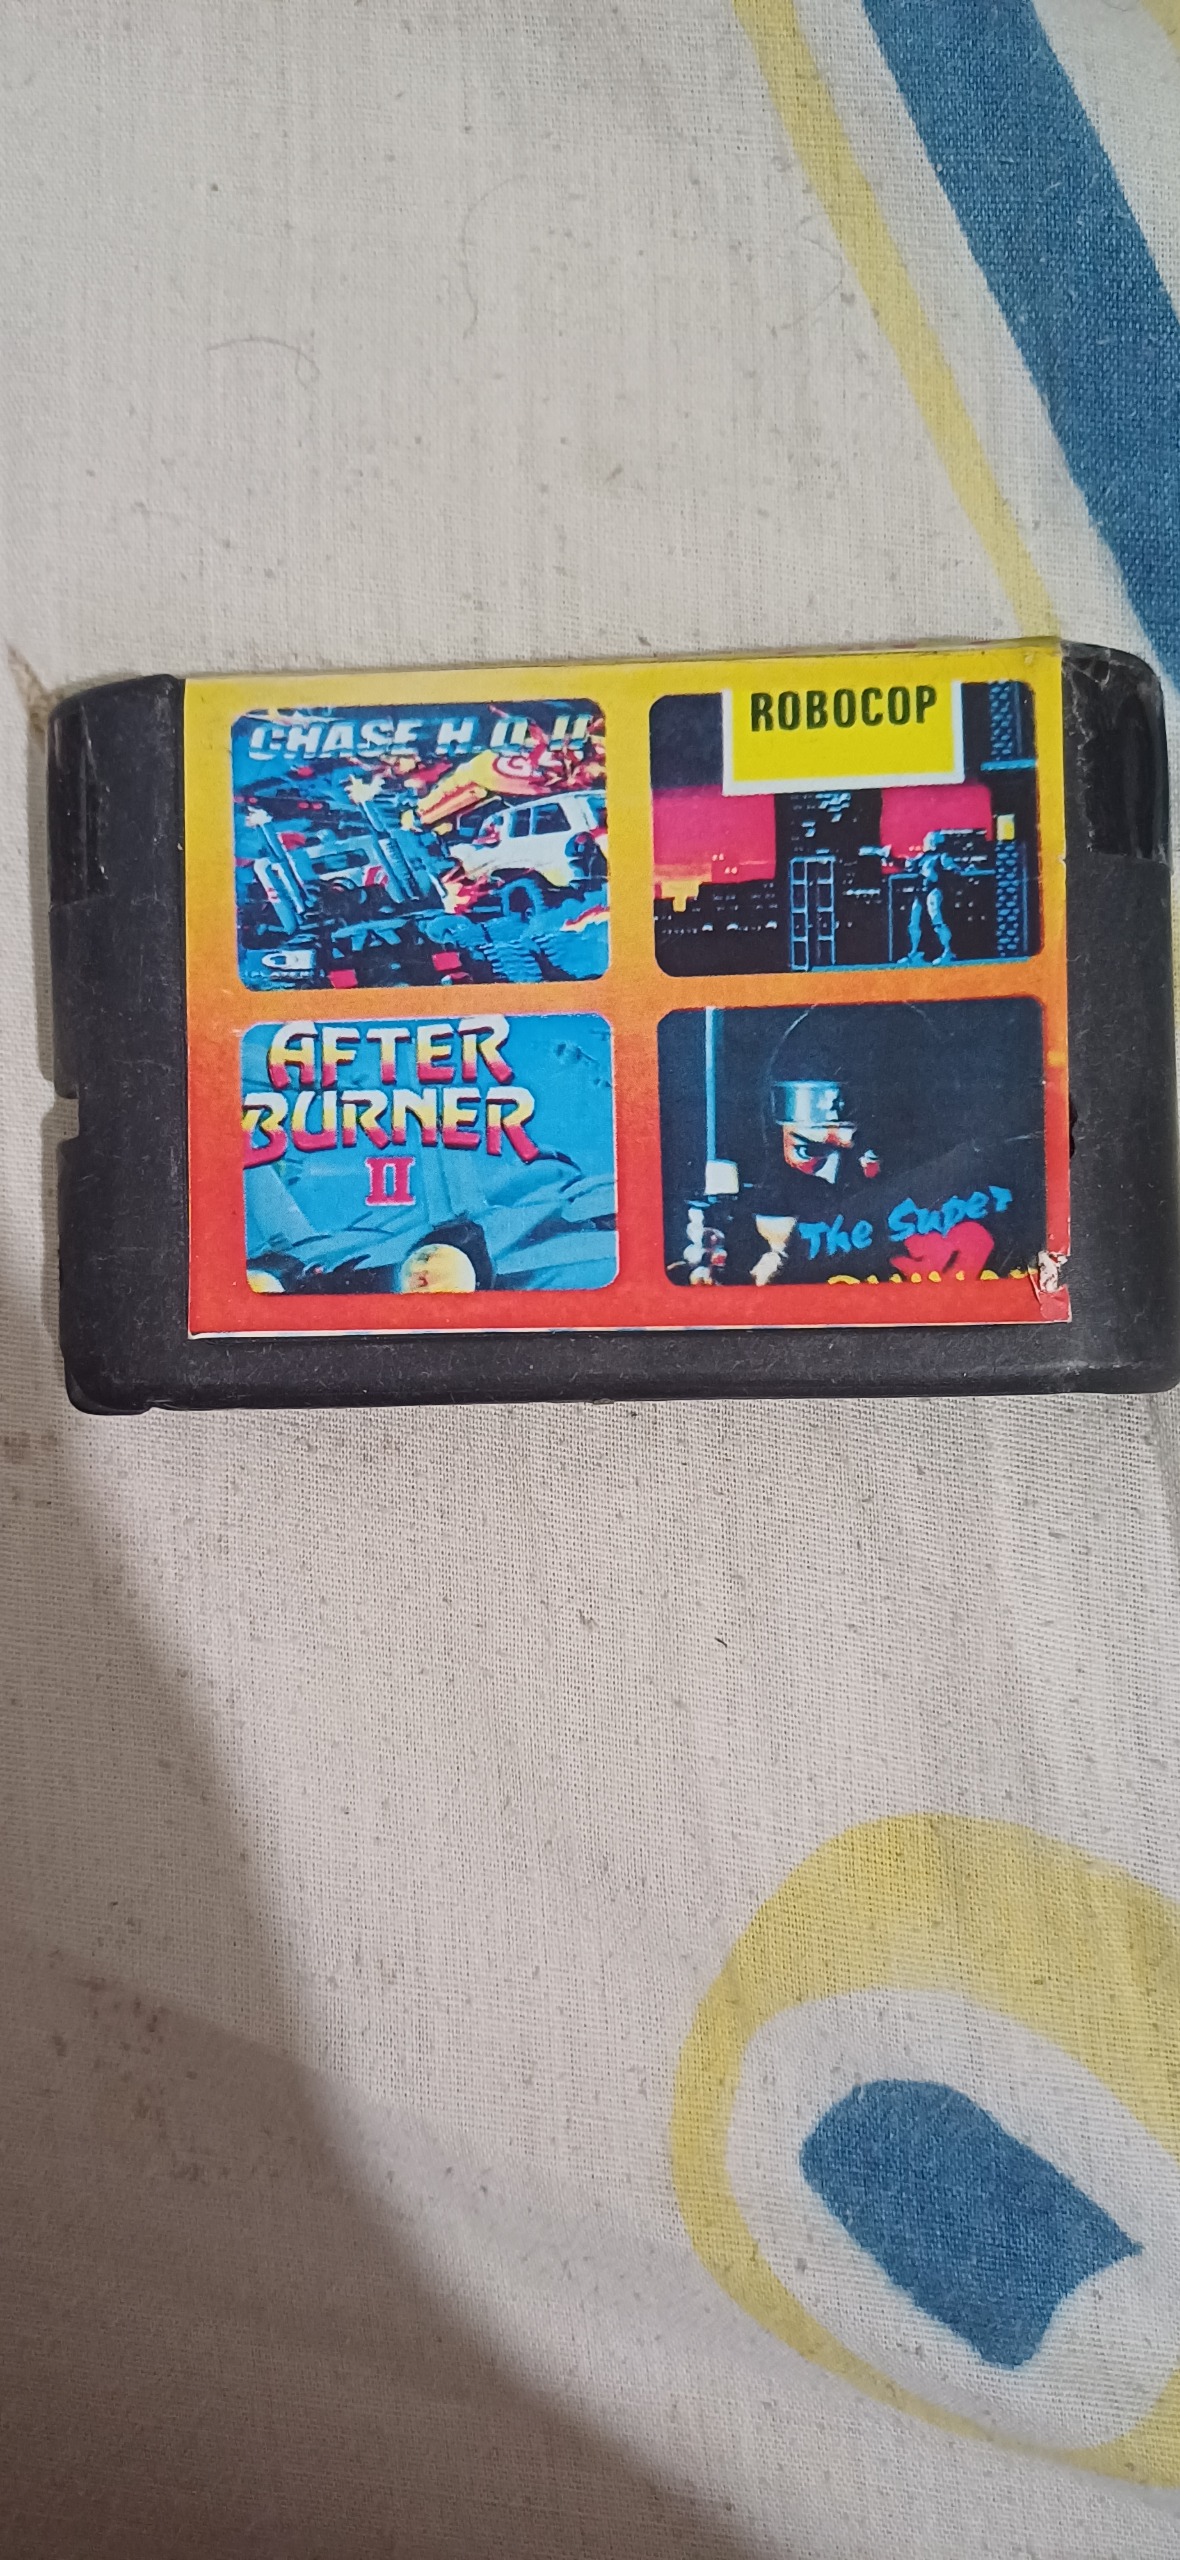 CHASE H.Q. II
ROBOCOP
AFTER
BURNER
II
The Super